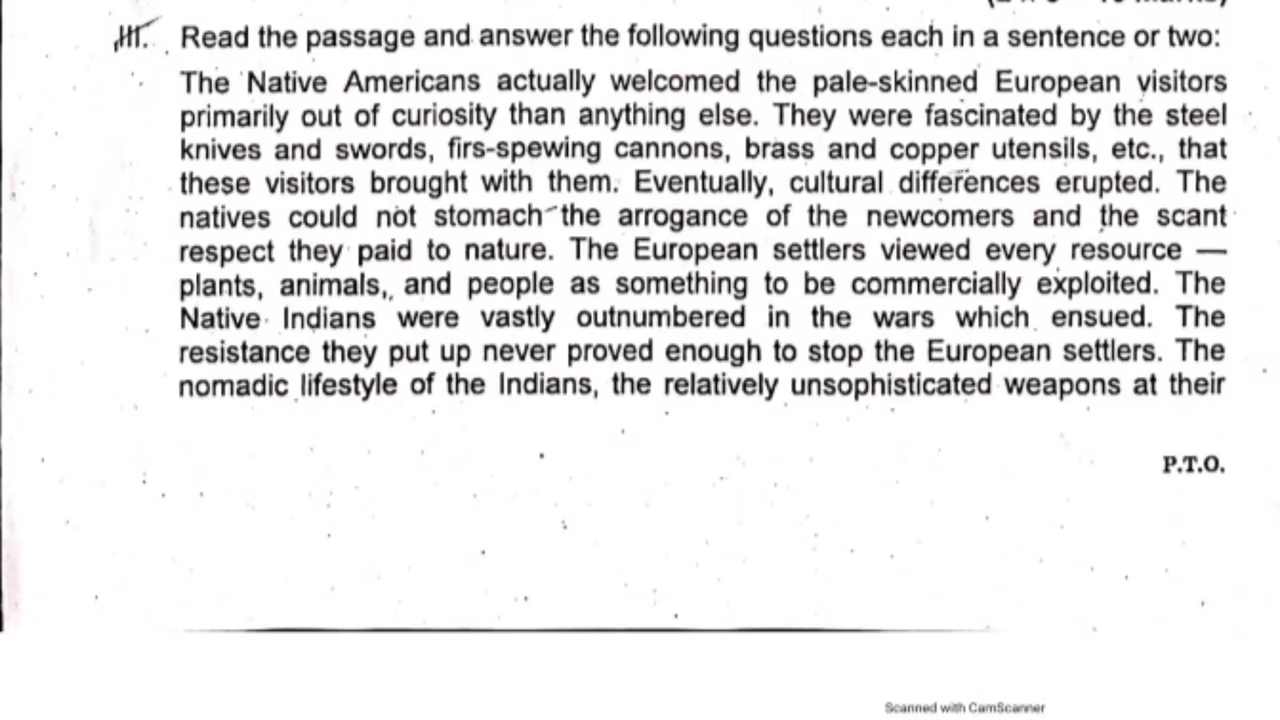 III. Read the passage and answer the following questions each in a sentence or two:
The Native Americans actually welcomed the pale-skinned European visitors
primarily out of curiosity than anything else. They were fascinated by the steel
knives and swords, firs-spewing cannons, brass and copper utensils, etc., that
these visitors brought with them. Eventually, cultural differences erupted. The
natives could not stomach the arrogance of the newcomers and the scant
respect they paid to nature. The European settlers viewed every resource —
plants, animals,, and people as something to be commercially exploited. The
Native Indians were vastly outnumbered in the wars which ensued. The
resistance they put up never proved enough to stop the European settlers. The
nomadic lifestyle of the Indians, the relatively unsophisticated weapons at their
P.T.O.
Scanned with CamScanner